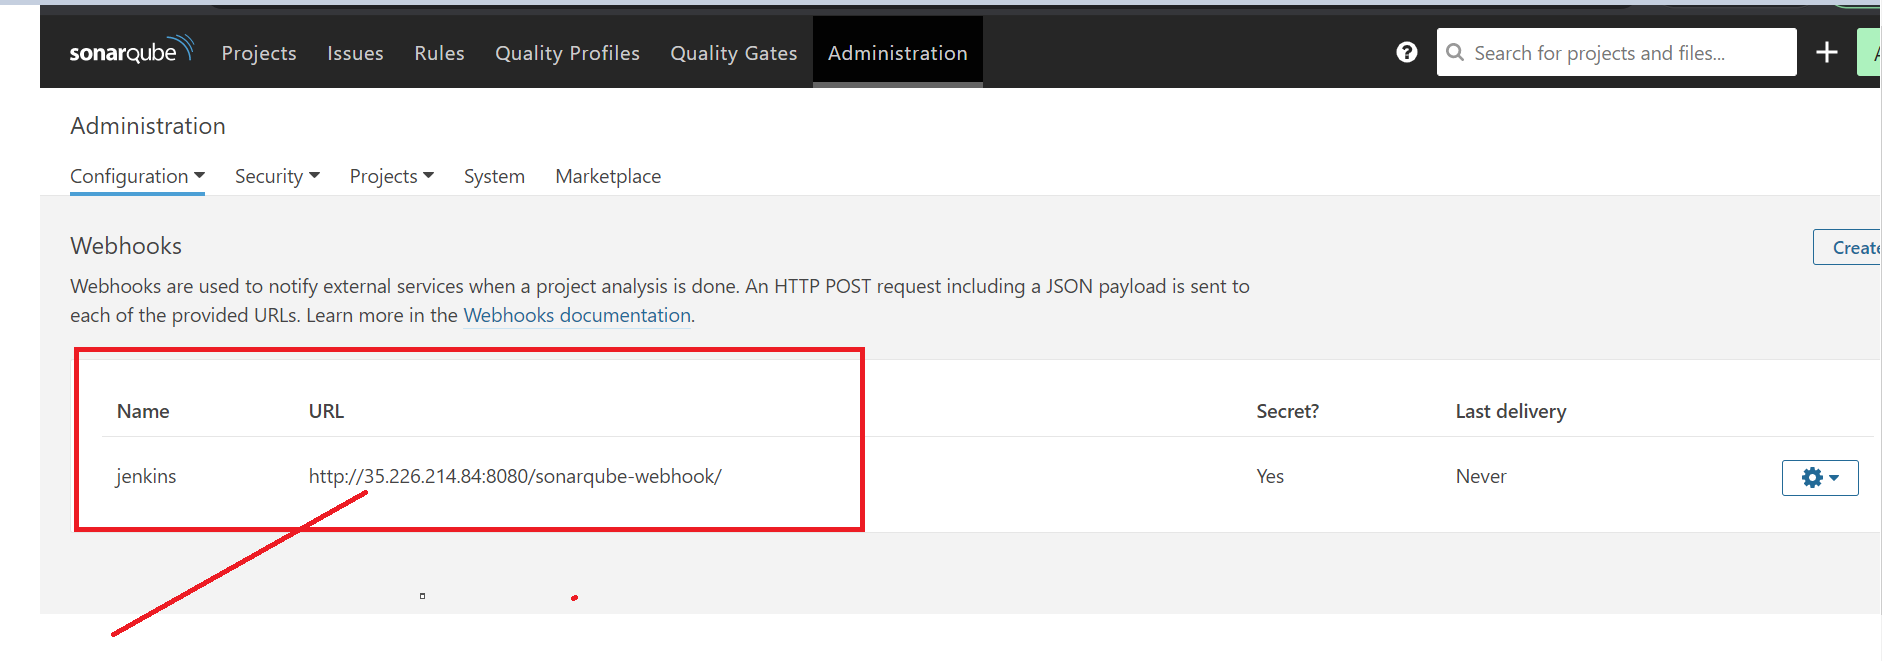 sonarqube Projects Issues Rules Quality Profiles Quality Gates Administration Search for projects and files...
Administration
Configuration Security Projects System Marketplace
Webhooks
Create
Webhooks are used to notify external services when a project analysis is done. An HTTP POST request including a JSON payload is sent to
each of the provided URLs. Learn more in the Webhooks documentation.
Name URL Secret? Last delivery
jenkins http://35.226.214.84:8080/sonarqube-webhook/ Yes Never